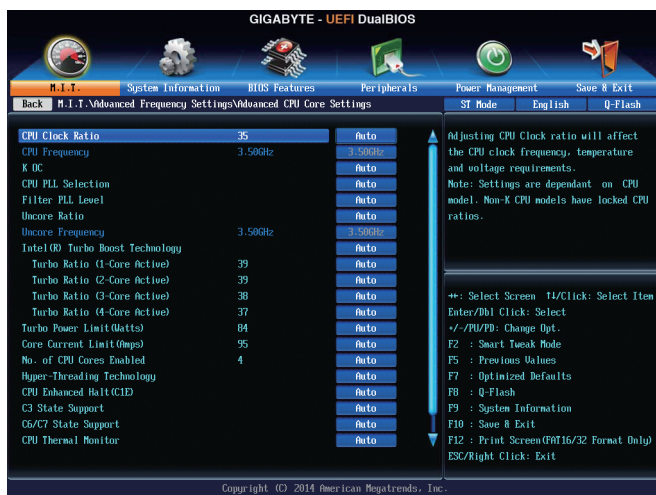 GIGABYTE - UEFI DualBIOS
M.I.T. System Information BIOS Features Peripherals Power Management Save & Exit
Back M.I.T.\Advanced Frequency Settings\Advanced CPU Core Settings ST Mode English Q-Flash
CPU Clock Ratio 35 Auto
CPU Frequency 3.50GHz 3.50GHz
K OC Auto
CPU PLL Selection Auto
Filter PLL Level Auto
Uncore Ratio Auto
Uncore Frequency 3.50GHz 3.50GHz
Intel(R) Turbo Boost Technology Auto
Turbo Ratio (1-Core Active) 39 Auto
Turbo Ratio (2-Core Active) 39 Auto
Turbo Ratio (3-Core Active) 38 Auto
Turbo Ratio (4-Core Active) 37 Auto
Turbo Power Limit(Watts) 84 Auto
Core Current Limit(Amps) 95 Auto
No. of CPU Cores Enabled 4 Auto
Hyper-Threading Technology Auto
CPU Enhanced Halt(C1E) Auto
C3 State Support Auto
C6/C7 State Support Auto
CPU Thermal Monitor Auto
Adjusting CPU Clock ratio will affect
the CPU clock frequency, temperature
and voltage requirements.
Note: Settings are dependant on CPU
model. Non-K CPU models have locked CPU
ratios.
→←: Select Screen ↑↓/Click: Select Item
Enter/Dbl Click: Select
+/-/PU/PD: Change Opt.
F2 : Smart Tweak Mode
F5 : Previous Values
F7 : Optimized Defaults
F8 : Q-Flash
F9 : System Information
F10 : Save & Exit
F12 : Print Screen(FAT16/32 Format Only)
ESC/Right Click: Exit
Copyright (C) 2014 American Megatrends, Inc.